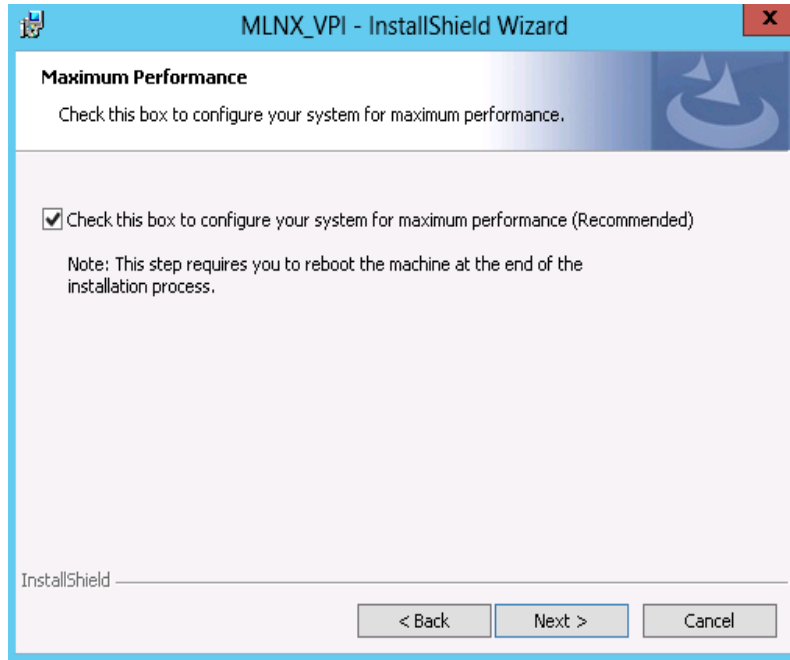 MLNX_VPI - InstallShield Wizard
x
Maximum Performance
Check this box to configure your system for maximum performance.
Check this box to configure your system for maximum performance (Recommended)
Note: This step requires you to reboot the machine at the end of the
installation process.
InstallShield
< Back Next > Cancel